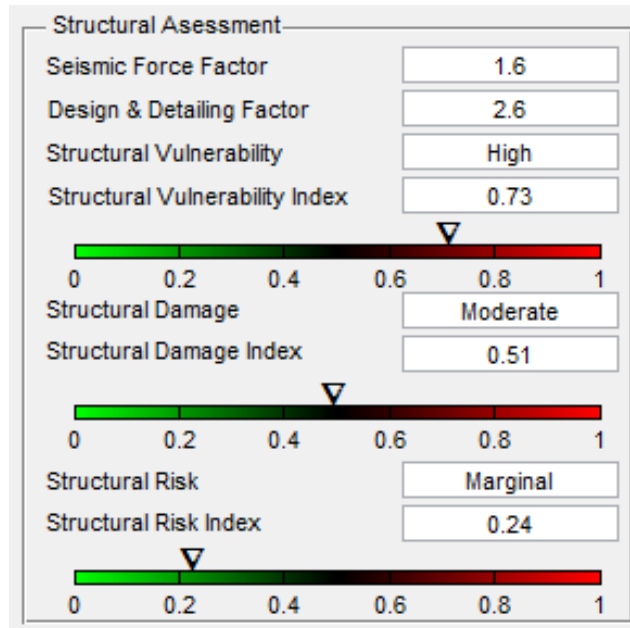 Structural Asessment
Seismic Force Factor 1.6
Design & Detailing Factor 2.6
Structural Vulnerability High
Structural Vulnerability Index 0.73
0 0.2 0.4 0.6 0.8 1
Structural Damage Moderate
Structural Damage Index 0.51
0 0.2 0.4 0.6 0.8 1
Structural Risk Marginal
Structural Risk Index 0.24
0 0.2 0.4 0.6 0.8 1